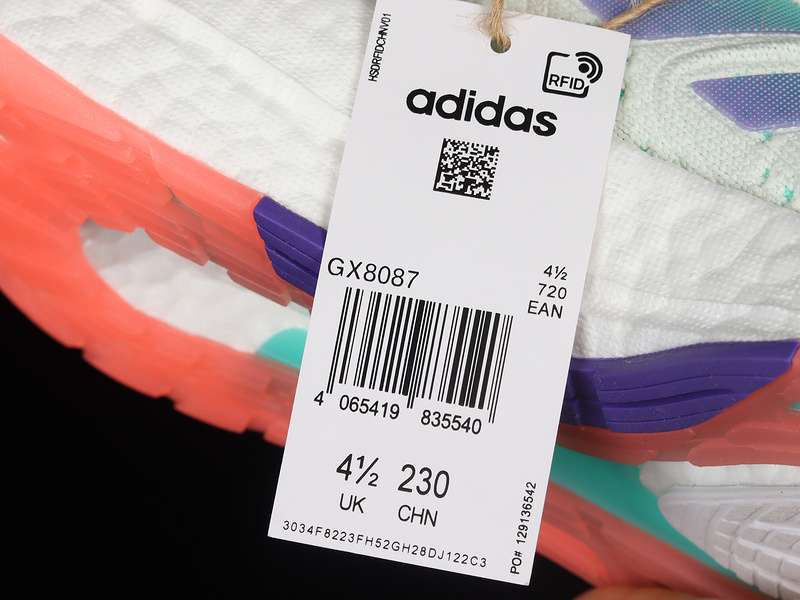 HSDRFIDCHNV01
RFID
adidas
GX8087
4½
720
EAN
4 065419 835540
4½ 230
UK CHN
3034F8223FH52GH28DJ122C3
PO# 129136542